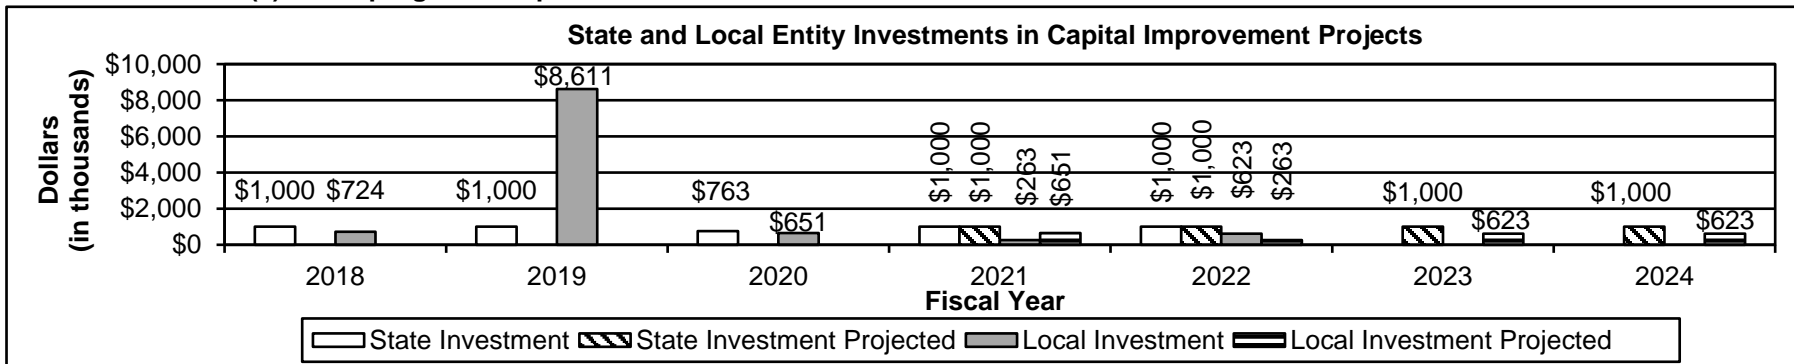 State and Local Entity Investments in Capital Improvement Projects
Dollars
(in thousands)
$10,000
$8,000
$6,000
$4,000
$2,000
$0
$1,000 $724
$1,000 $8,611
$763 $651
$1,000 $1,000 $263 $651
$1,000 $1,000 $623 $263
$1,000 $623
$1,000 $623
2018 2019 2020 2021 2022 2023 2024
Fiscal Year
State Investment State Investment Projected Local Investment Local Investment Projected